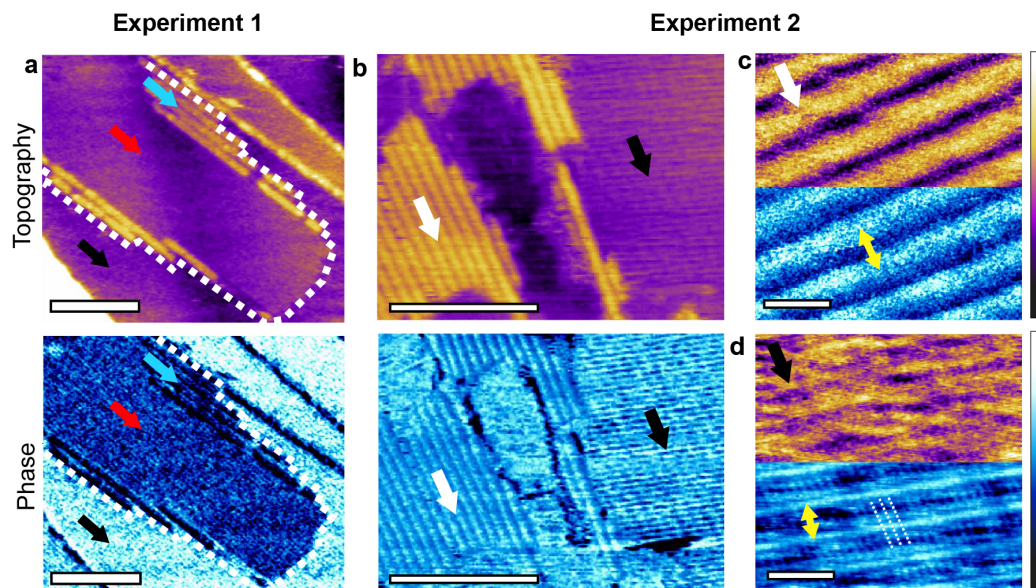 Experiment 1
Experiment 2
a
b
c
Topography
d
Phase